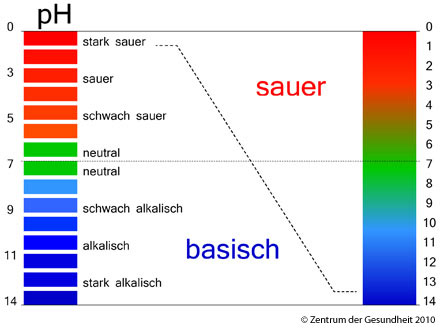 pH
0
stark sauer
3
sauer
5
schwach sauer
neutral
7
neutral
9
schwach alkalisch
11
alkalisch
stark alkalisch
14
sauer
basisch
0
1
2
3
4
5
6
7
8
9
10
11
12
13
14
© Zentrum der Gesundheit 2010